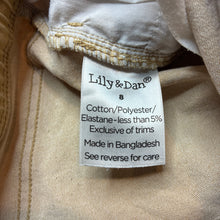 Lily & Dan®
8
Cotton/Polyester/
Elastane-less than 5%
Exclusive of trims
Made in Bangladesh
See reverse for care